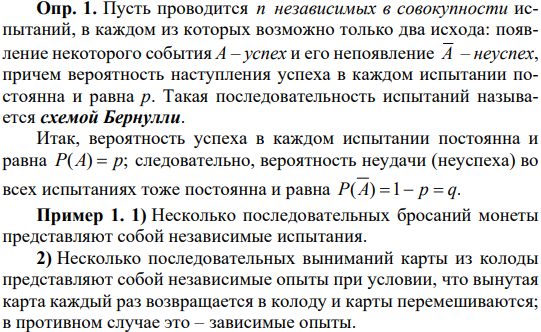 Опр. 1. Пусть проводится n независимых в совокупности ис-
пытаний, в каждом из которых возможно только два исхода: появ-
ление некоторого события A – успех и его непоявление A̅ – неуспех,
причем вероятность наступления успеха в каждом испытании по-
стоянна и равна p. Такая последовательность испытаний называ-
ется схемой Бернулли.
Итак, вероятность успеха в каждом испытании постоянна и
равна P(A) = p; следовательно, вероятность неудачи (неуспеха) во
всех испытаниях тоже постоянна и равна P(A̅) = 1 – p = q.
Пример 1. 1) Несколько последовательных бросаний монеты
представляют собой независимые испытания.
2) Несколько последовательных выниманий карты из колоды
представляют собой независимые опыты при условии, что вынутая
карта каждый раз возвращается в колоду и карты перемешиваются;
в противном случае это – зависимые опыты.